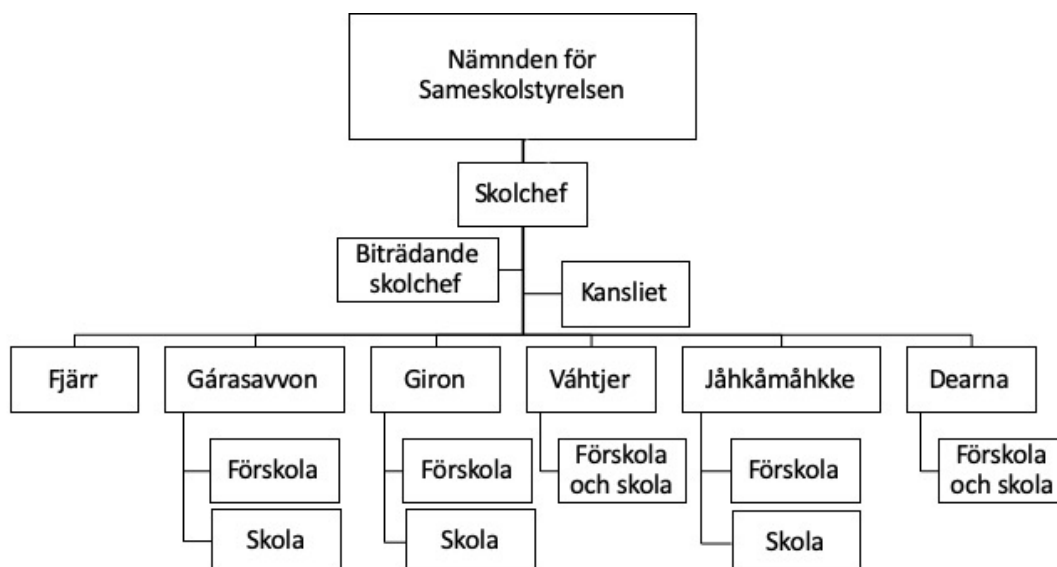 Nämnden för
Sameskolstyrelsen
Skolchef
Biträdande
skolchef
Kansliet
Fjärr
Gárasavvon
Giron
Váhtjer
Jåhkåmåhkke
Dearna
Förskola
Förskola
Förskola
och skola
Förskola
Förskola
och skola
Skola
Skola
Skola